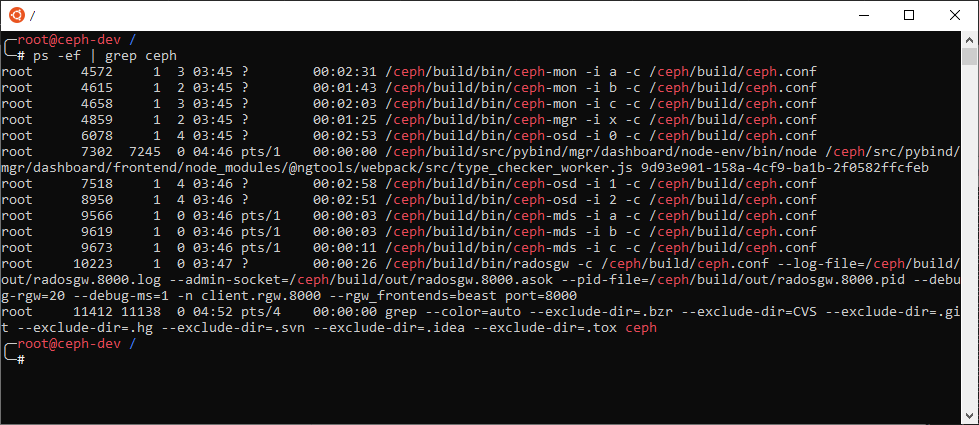 /
root@ceph-dev /
# ps -ef | grep ceph
root      4572     1  3 03:45 ?        00:02:31 /ceph/build/bin/ceph-mon -i a -c /ceph/build/ceph.conf
root      4615     1  2 03:45 ?        00:01:43 /ceph/build/bin/ceph-mon -i b -c /ceph/build/ceph.conf
root      4658     1  3 03:45 ?        00:02:03 /ceph/build/bin/ceph-mon -i c -c /ceph/build/ceph.conf
root      4859     1  2 03:45 ?        00:01:25 /ceph/build/bin/ceph-mgr -i x -c /ceph/build/ceph.conf
root      6078     1  4 03:45 ?        00:02:53 /ceph/build/bin/ceph-osd -i 0 -c /ceph/build/ceph.conf
root      7302  7245  0 04:46 pts/1    00:00:00 /ceph/build/src/pybind/mgr/dashboard/node-env/bin/node /ceph/src/pybind/
mgr/dashboard/frontend/node_modules/@ngtools/webpack/src/type_checker_worker.js 9d93e901-158a-4cf9-ba1b-2f0582ffcfeb
root      7518     1  4 03:46 ?        00:02:58 /ceph/build/bin/ceph-osd -i 1 -c /ceph/build/ceph.conf
root      8950     1  4 03:46 ?        00:02:51 /ceph/build/bin/ceph-osd -i 2 -c /ceph/build/ceph.conf
root      9566     1  0 03:46 pts/1    00:00:03 /ceph/build/bin/ceph-mds -i a -c /ceph/build/ceph.conf
root      9619     1  0 03:46 pts/1    00:00:03 /ceph/build/bin/ceph-mds -i b -c /ceph/build/ceph.conf
root      9673     1  0 03:46 pts/1    00:00:11 /ceph/build/bin/ceph-mds -i c -c /ceph/build/ceph.conf
root     10223     1  0 03:47 ?        00:00:26 /ceph/build/bin/radosgw -c /ceph/build/ceph.conf --log-file=/ceph/build/
out/radosgw.8000.log --admin-socket=/ceph/build/out/radosgw.8000.asok --pid-file=/ceph/build/out/radosgw.8000.pid --debu
g-rgw=20 --debug-ms=1 -n client.rgw.8000 --rgw_frontends=beast port=8000
root     11412 11138  0 04:52 pts/4    00:00:00 grep --color=auto --exclude-dir=.bzr --exclude-dir=CVS --exclude-dir=.gi
t --exclude-dir=.hg --exclude-dir=.svn --exclude-dir=.idea --exclude-dir=.tox ceph
root@ceph-dev /
#